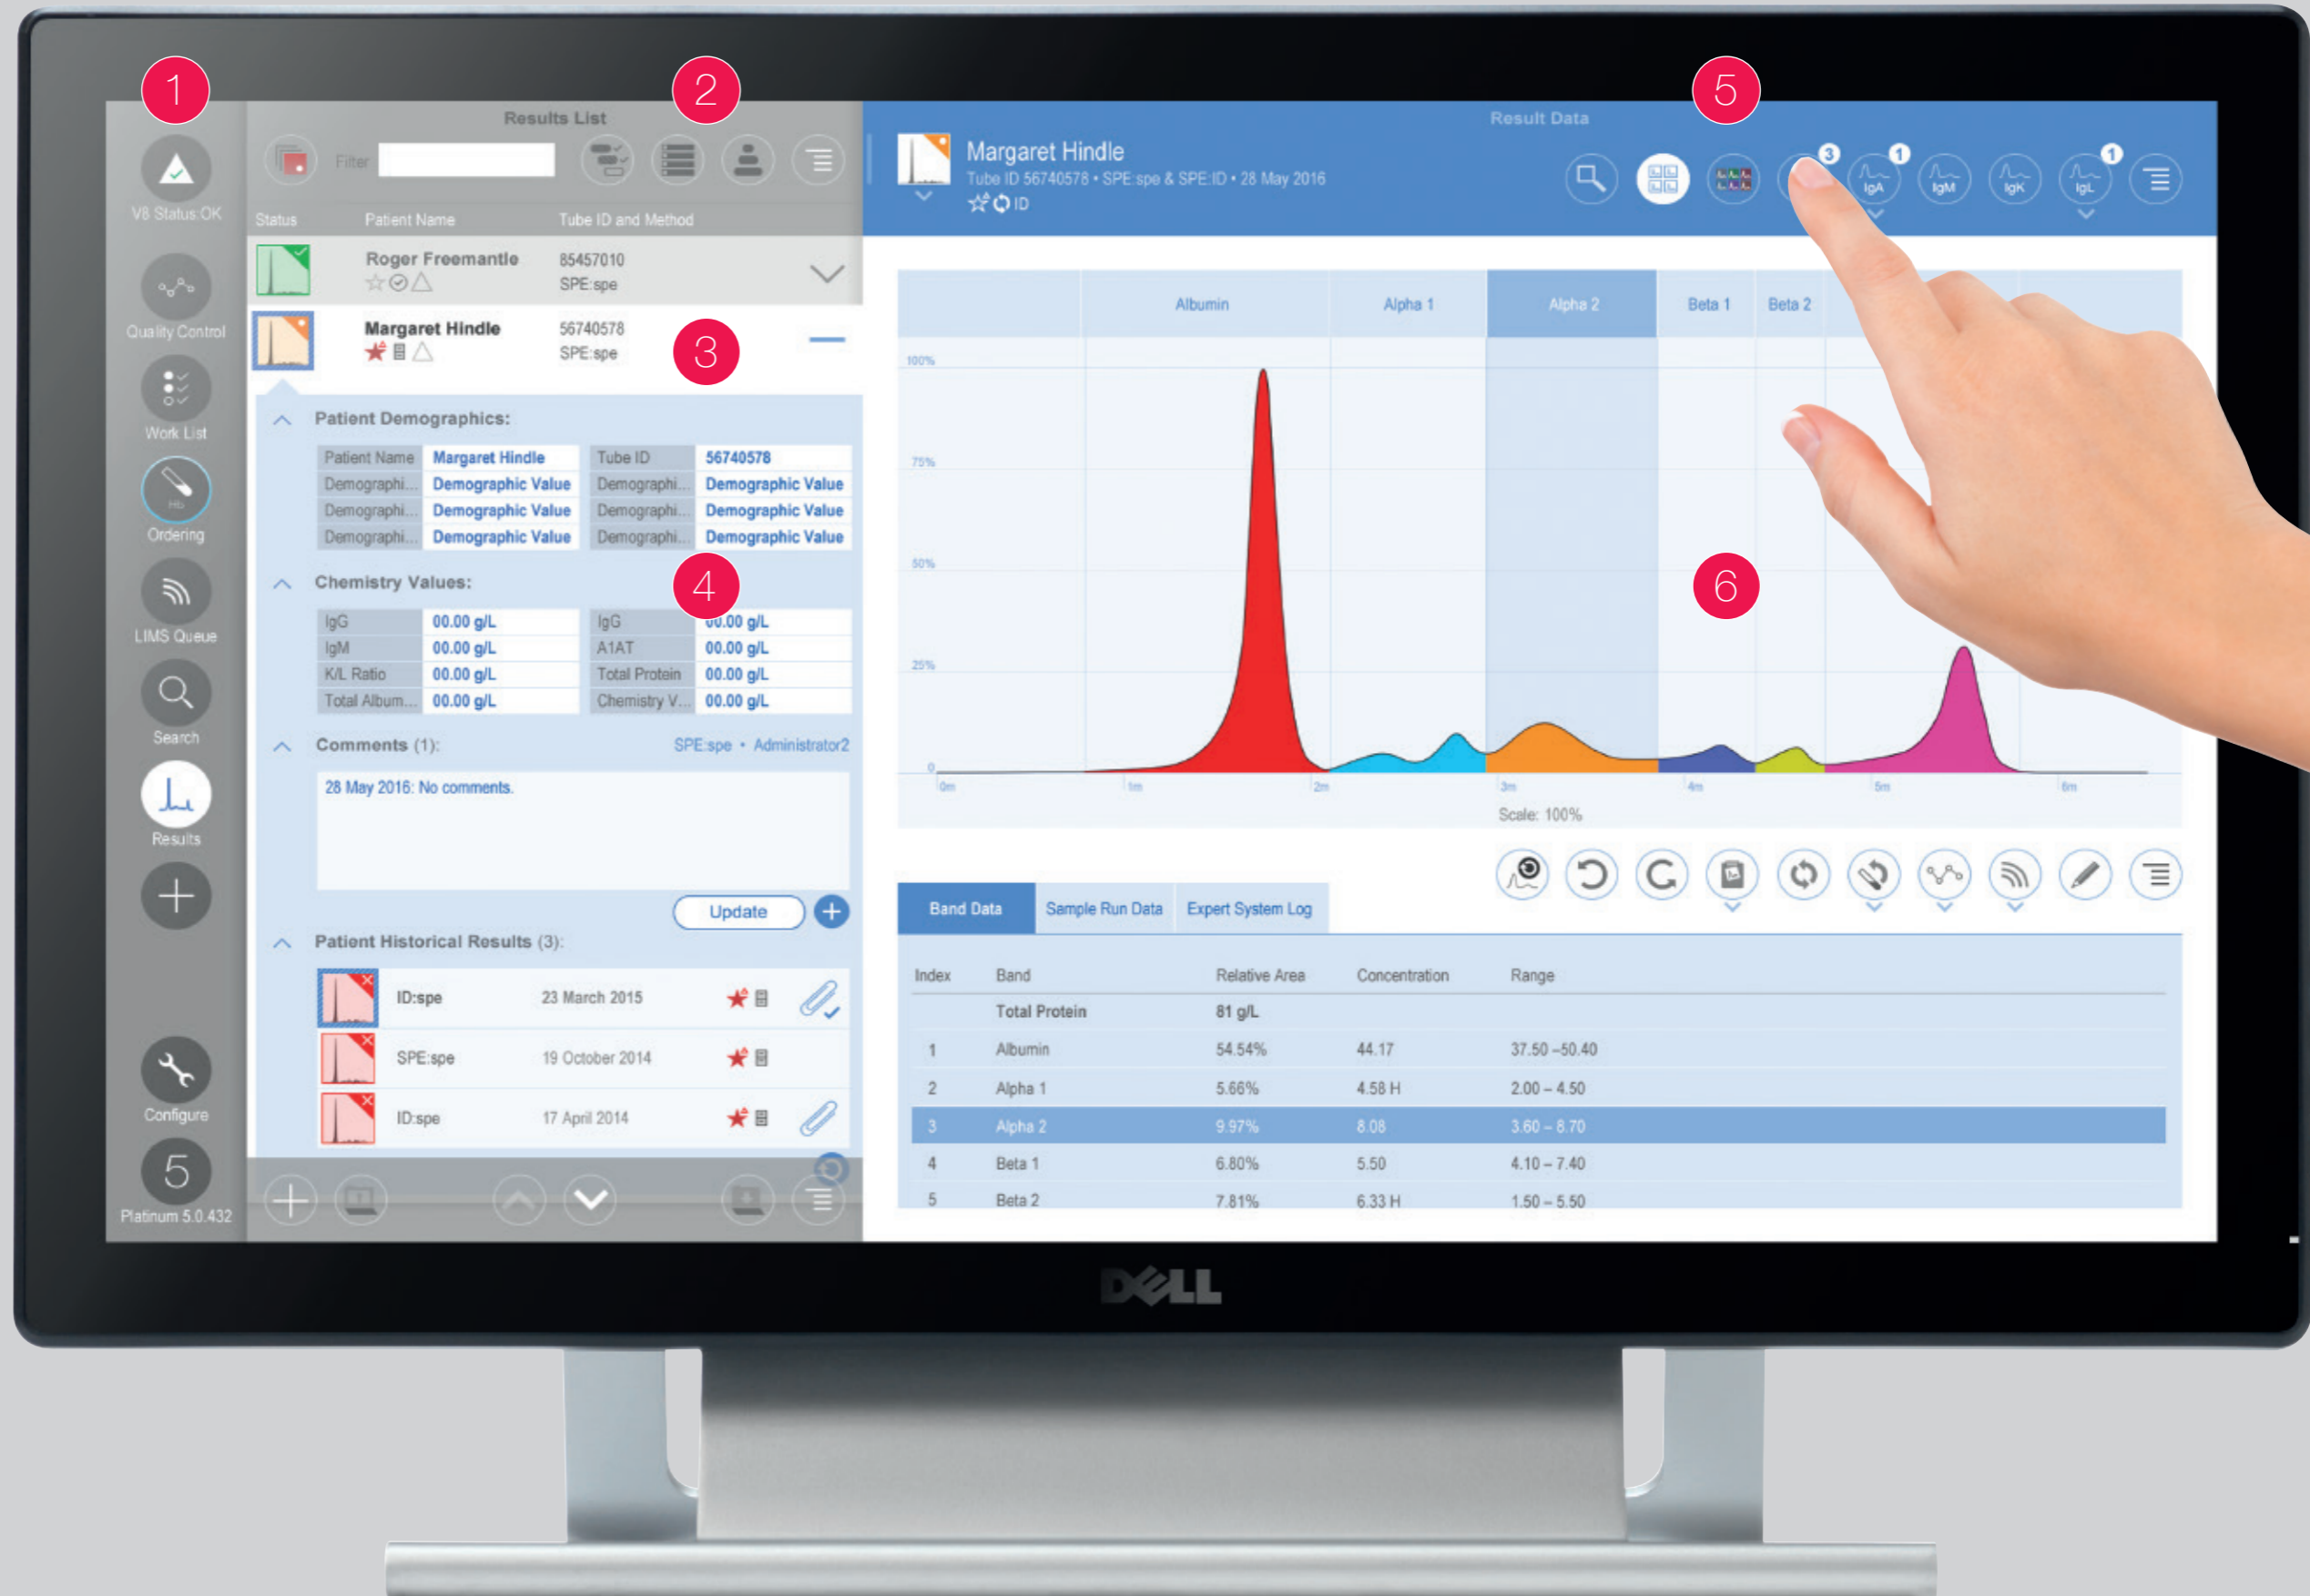 1
2
5
Results List
Result Data
V8 Status:OK
Filter
Status
Patient Name
Tube ID and Method
Roger Freemantle
85457010
SPE:spe
Margaret Hindle
56740578
SPE:spe
3
Patient Demographics:
Patient Name Margaret Hindle Tube ID 56740578
Demographi... Demographic Value Demographi... Demographic Value
Demographi... Demographic Value Demographi... Demographic Value
Demographi... Demographic Value Demographi... Demographic Value
4
Chemistry Values:
IgG 00.00 g/L IgG 00.00 g/L
IgM 00.00 g/L A1AT 00.00 g/L
K/L Ratio 00.00 g/L Total Protein 00.00 g/L
Total Album... 00.00 g/L Chemistry V... 00.00 g/L
Comments (1): SPE:spe • Administrator2
28 May 2016: No comments.
Update
Patient Historical Results (3):
ID:spe 23 March 2015
SPE:spe 19 October 2014
ID:spe 17 April 2014
Quality Control
Work List
Hb
Ordering
LIMS Queue
Search
Results
Configure
5
Platinum 5.0.432
Margaret Hindle
Tube ID 56740578 • SPE:spe & SPE:ID • 28 May 2016
ID
3
1
IgA
IgM
IgK
1
IgL
Albumin Alpha 1 Alpha 2 Beta 1 Beta 2
100%
75%
50%
25%
0
6
0m 1m 2m 3m 4m 5m 6m
Scale: 100%
Band Data Sample Run Data Expert System Log
Index Band Relative Area Concentration Range
Total Protein 81 g/L
1 Albumin 54.54% 44.17 37.50 –50.40
2 Alpha 1 5.66% 4.58 H 2.00 – 4.50
3 Alpha 2 9.97% 8.08 3.60 – 8.70
4 Beta 1 6.80% 5.50 4.10 – 7.40
5 Beta 2 7.81% 6.33 H 1.50 – 5.50
DELL